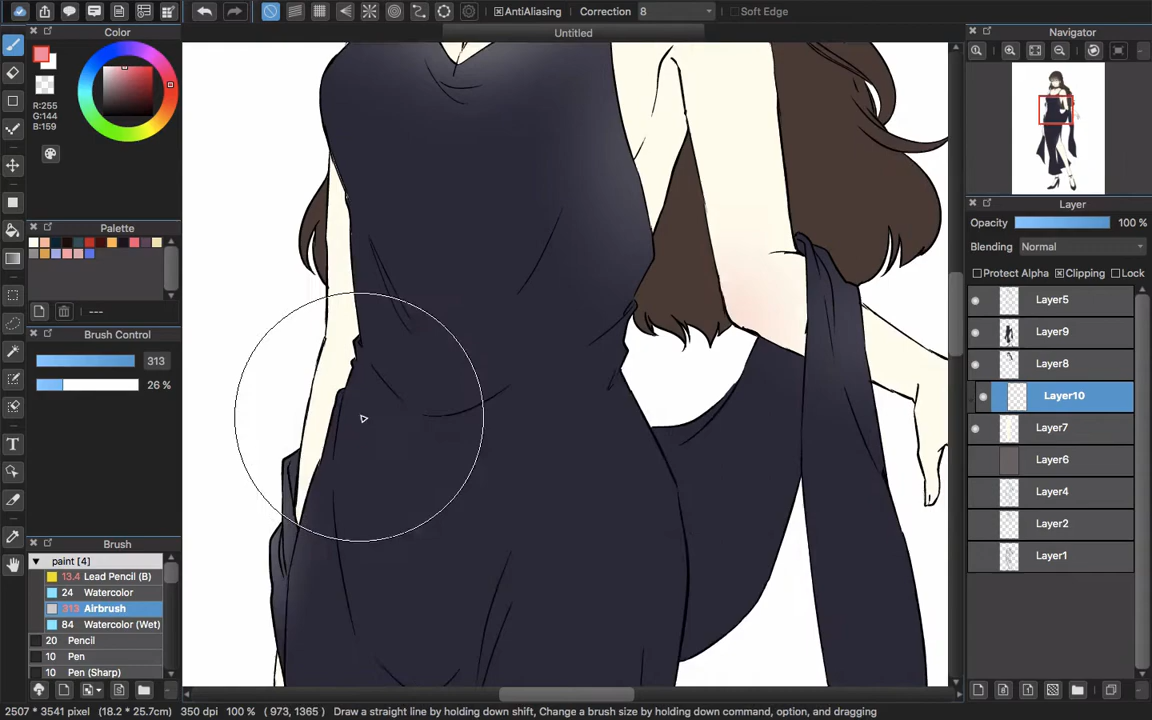 AntiAliasing Correction 8 Soft Edge
Color
Untitled
Navigator
R:255
G:144
B:159
Palette
---
Brush Control
313
26 %
Brush
paint [4]
13.4 Lead Pencil (B)
24 Watercolor
313 Airbrush
84 Watercolor (Wet)
20 Pencil
10 Pen
10 Pen (Sharp)
Layer
Opacity 100 %
Blending Normal
Protect Alpha Clipping Lock
Layer5
Layer9
Layer8
Layer10
Layer7
Layer6
Layer4
Layer2
Layer1
2507 * 3541 pixel (18.2 * 25.7cm) 350 dpi 100 % ( 973, 1365) Draw a straight line by holding down shift, Change a brush size by holding down command, option, and dragging